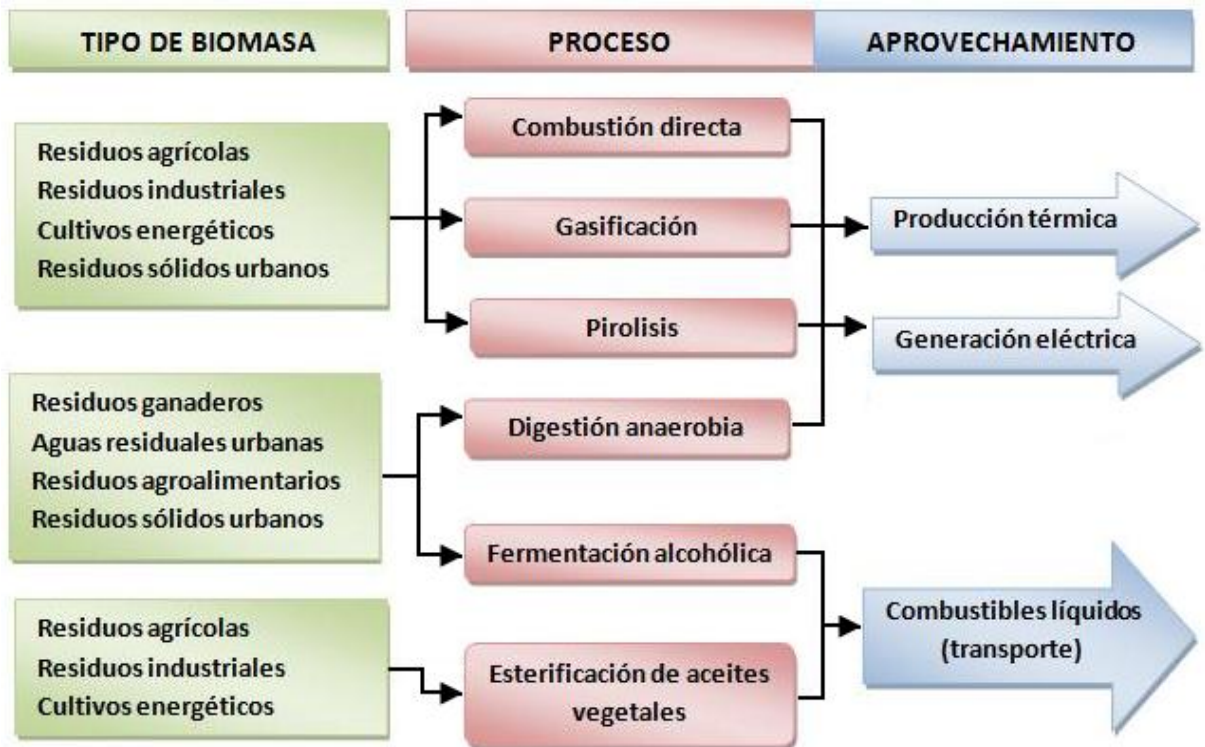 TIPO DE BIOMASA
PROCESO
APROVECHAMIENTO
Residuos agrícolas
Residuos industriales
Cultivos energéticos
Residuos sólidos urbanos
Combustión directa
Gasificación
Pirolisis
Producción térmica
Generación eléctrica
Residuos ganaderos
Aguas residuales urbanas
Residuos agroalimentarios
Residuos sólidos urbanos
Digestión anaerobia
Fermentación alcohólica
Residuos agrícolas
Residuos industriales
Cultivos energéticos
Esterificación de aceites
vegetales
Combustibles líquidos
(transporte)